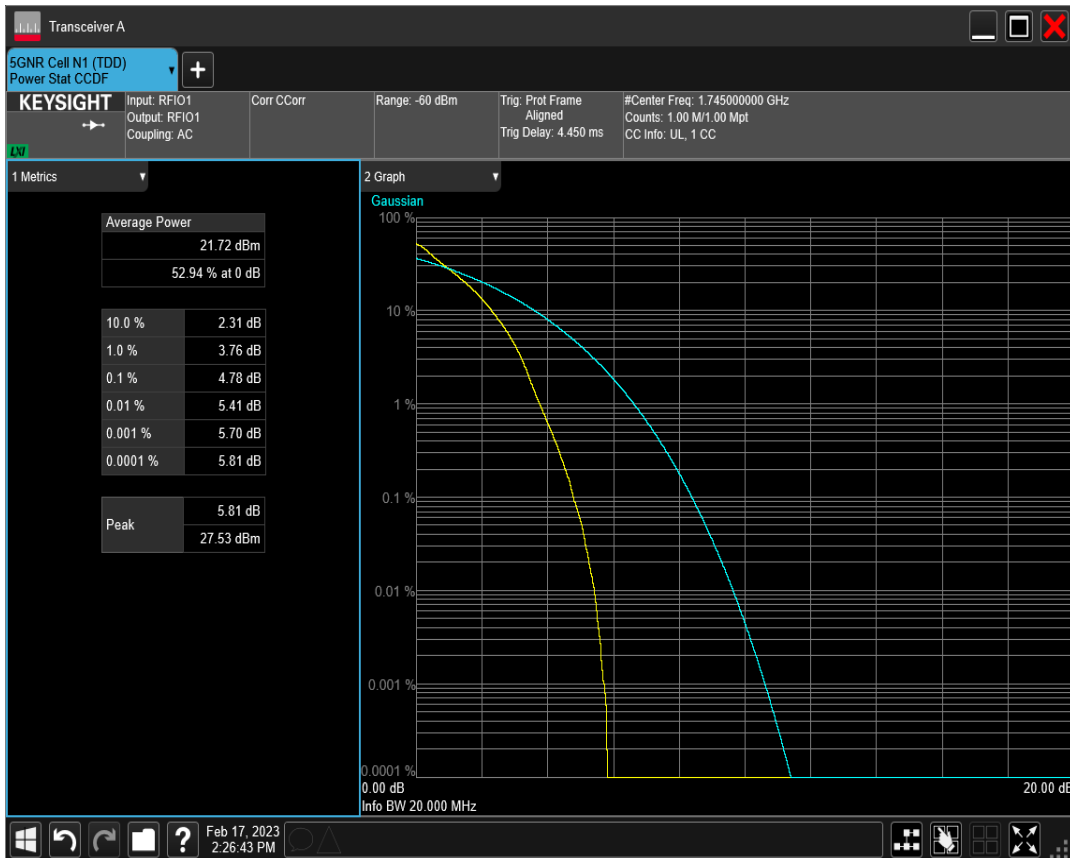 Transceiver A
5GNR Cell N1 (TDD)
Power Stat CCDF
KEYSIGHT
LXI
Input: RFIO1
Output: RFIO1
Coupling: AC
Corr CCorr
Range: -60 dBm
Trig: Prot Frame
Aligned
Trig Delay: 4.450 ms
#Center Freq: 1.745000000 GHz
Counts: 1.00 M/1.00 Mpt
CC Info: UL, 1 CC
1 Metrics
Average Power
21.72 dBm
52.94 % at 0 dB
10.0 % 2.31 dB
1.0 % 3.76 dB
0.1 % 4.78 dB
0.01 % 5.41 dB
0.001 % 5.70 dB
0.0001 % 5.81 dB
Peak
5.81 dB
27.53 dBm
2 Graph
Gaussian
100 %
10 %
1 %
0.1 %
0.01 %
0.001 %
0.0001 %
0.00 dB 20.00 dB
Info BW 20.000 MHz
Feb 17, 2023
2:26:43 PM